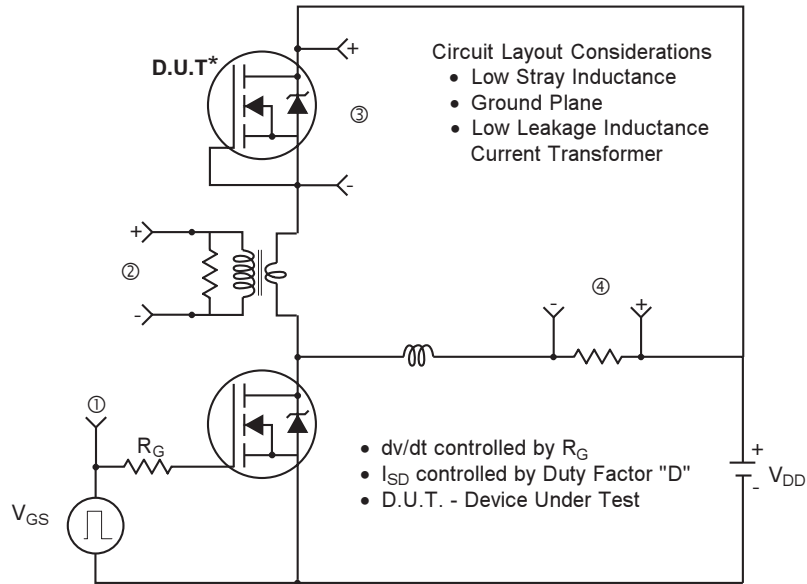 D.U.T*
+
③
-
Circuit Layout Considerations
• Low Stray Inductance
• Ground Plane
• Low Leakage Inductance
Current Transformer
+
②
-
④
-
+
①
RG
VGS
• dv/dt controlled by RG
• ISD controlled by Duty Factor "D"
• D.U.T. - Device Under Test
+
-
VDD